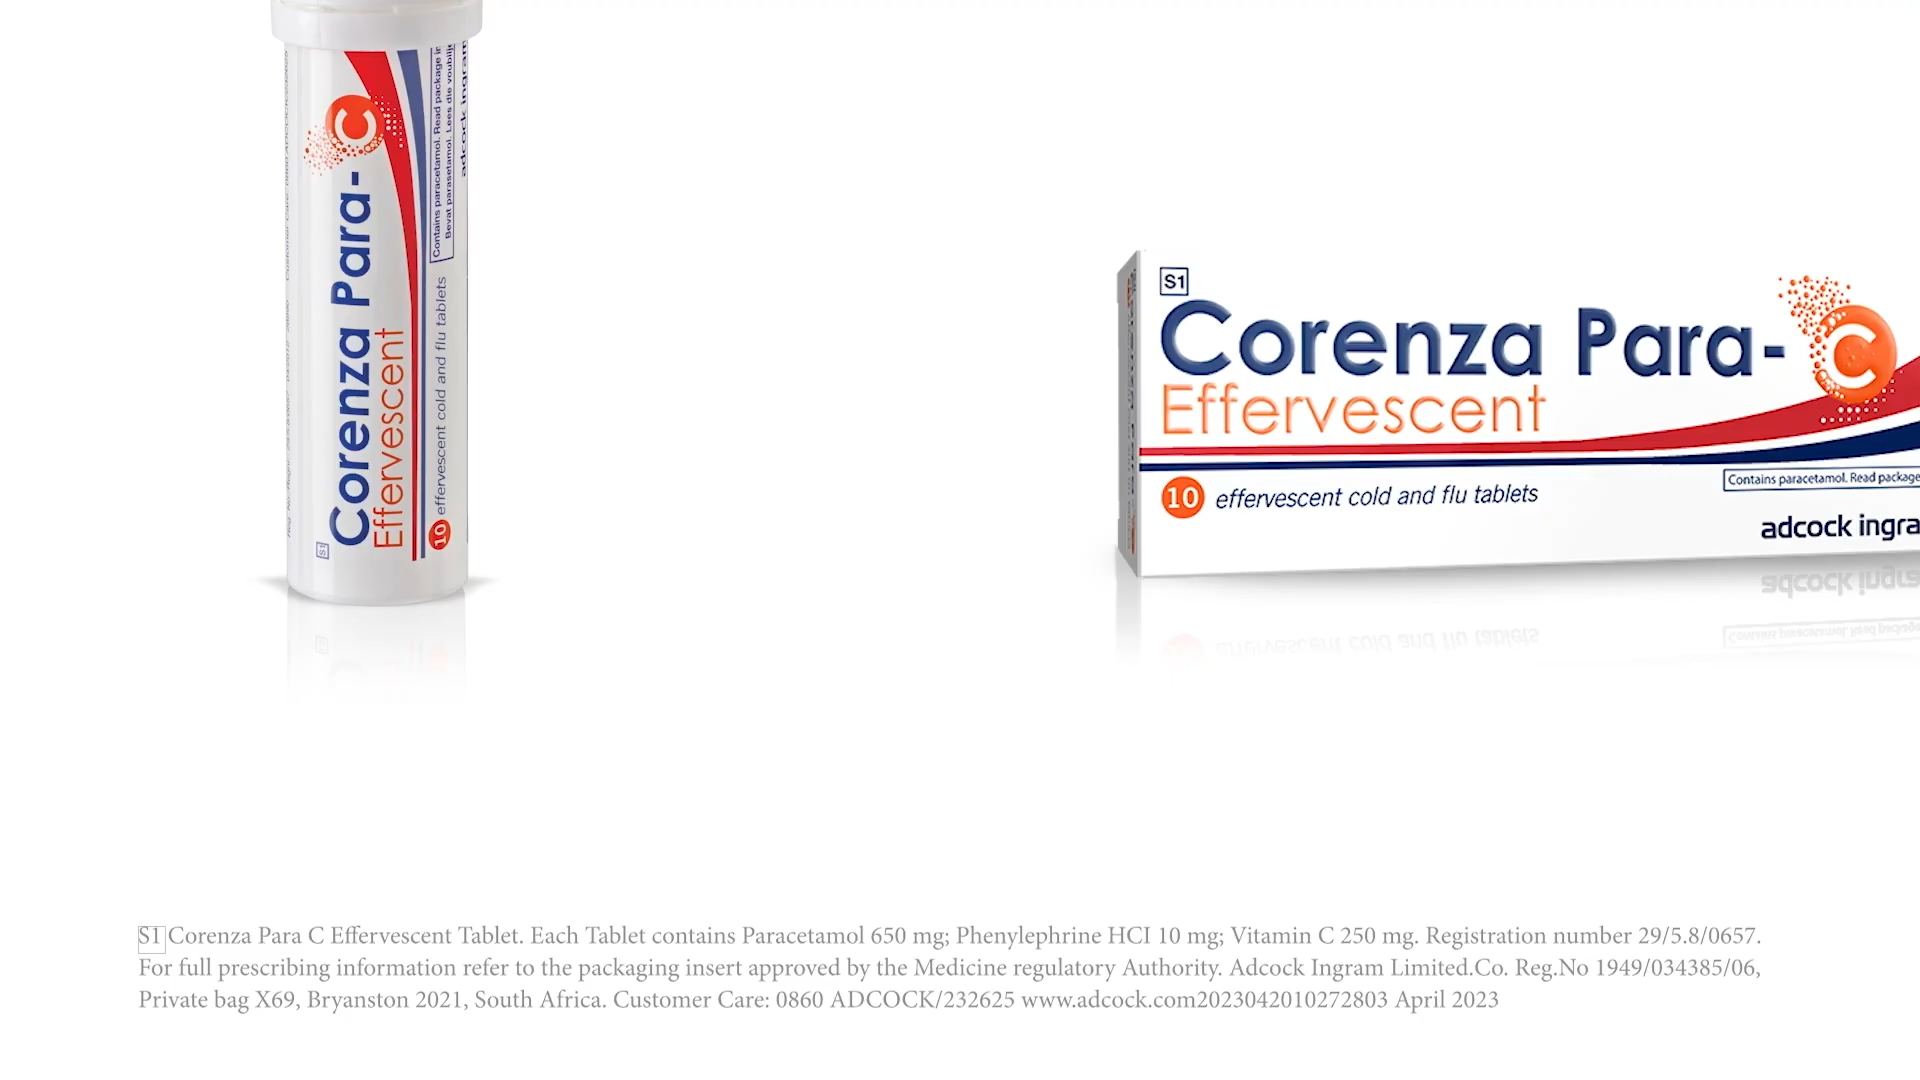 S1
Corenza Para-C
Effervescent
10 effervescent cold and flu tablets
Contains paracetamol. Read package
Bevat parasetamol. Lees die
adcock ingram
S1
Corenza Para-C
Effervescent
10 effervescent cold and flu tablets
Contains paracetamol. Read package
adcock ingra
S1 Corenza Para C Effervescent Tablet. Each Tablet contains Paracetamol 650 mg; Phenylephrine HCI 10 mg; Vitamin C 250 mg. Registration number 29/5.8/0657.
For full prescribing information refer to the packaging insert approved by the Medicine regulatory Authority. Adcock Ingram Limited.Co. Reg.No 1949/034385/06,
Private bag X69, Bryanston 2021, South Africa. Customer Care: 0860 ADCOCK/232625 www.adcock.com2023042010272803 April 2023